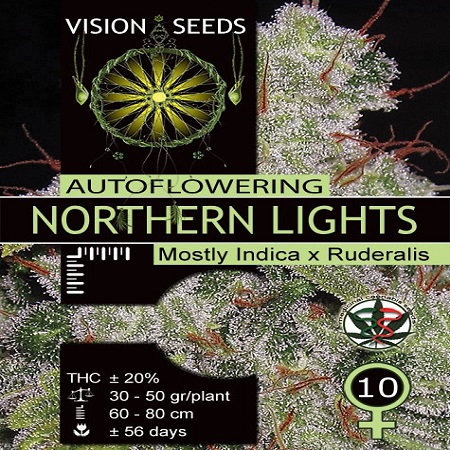 VISION SEEDS
AUTOFLOWERING
NORTHERN LIGHTS
Mostly Indica x Ruderalis
THC ± 20%
30 - 50 gr/plant
60 - 80 cm
± 56 days
10